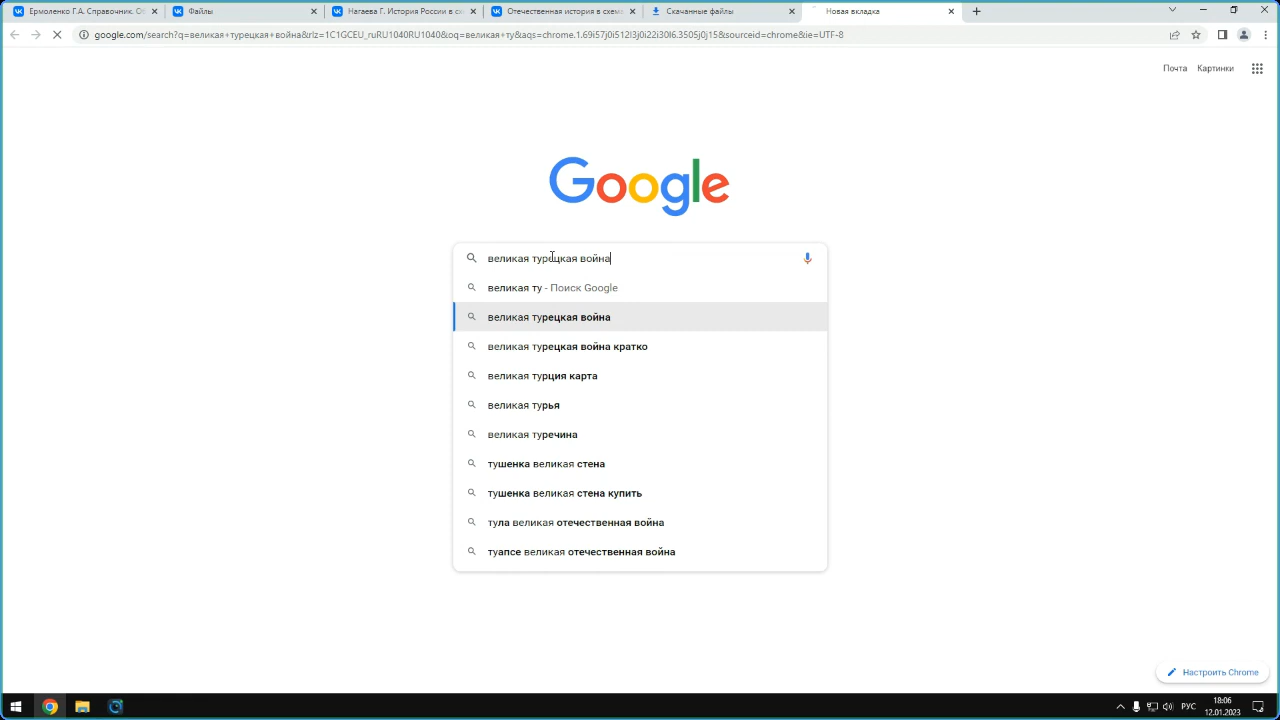 Ермоленко Г.А. Справочник. Об
Файлы
Нагаева Г. История России в схе
Отечественная история в схема
Скачанные файлы
Новая вкладка
google.com/search?q=великая+турецкая+война&rlz=1C1GCEU_ruRU1040RU1040&oq=великая+ту&aqs=chrome.1.69i57j0i512l3j0i22i30l6.3505j0j15&sourceid=chrome&ie=UTF-8
Почта Картинки
Google
великая турецкая война
великая ту - Поиск Google
великая турецкая война
великая турецкая война кратко
великая турция карта
великая турья
великая туречина
тушенка великая стена
тушенка великая стена купить
тула великая отечественная война
туапсе великая отечественная война
Настроить Chrome
РУС
18:06
12.01.2023